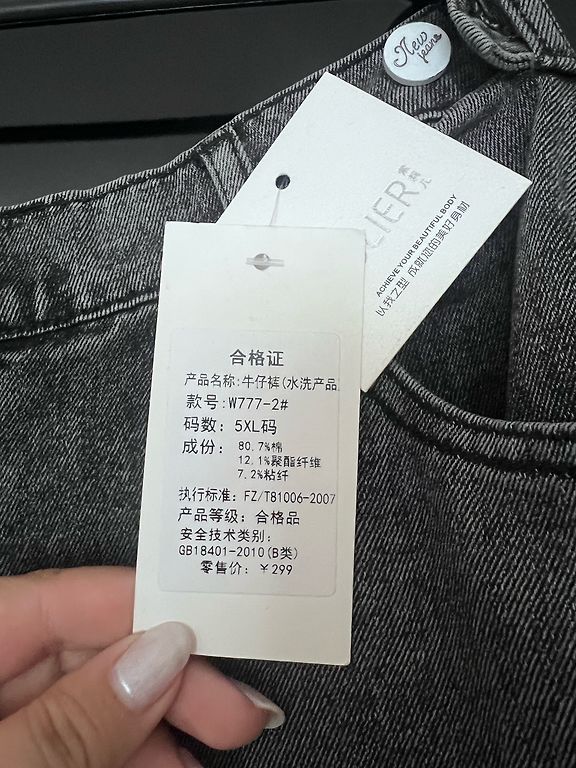 New
jeans
LIER
ACHIEVE YOUR BEAUTIFUL BODY
以我之型 成就您的美好身材
合格证
产品名称:牛仔裤(水洗产品
款号:W777-2#
码数: 5XL码
成份: 80.7%棉
12.1%聚酯纤维
7.2%粘纤
执行标准: FZ/T81006-2007
产品等级: 合格品
安全技术类别:
GB18401-2010(B类)
零售价: ￥299